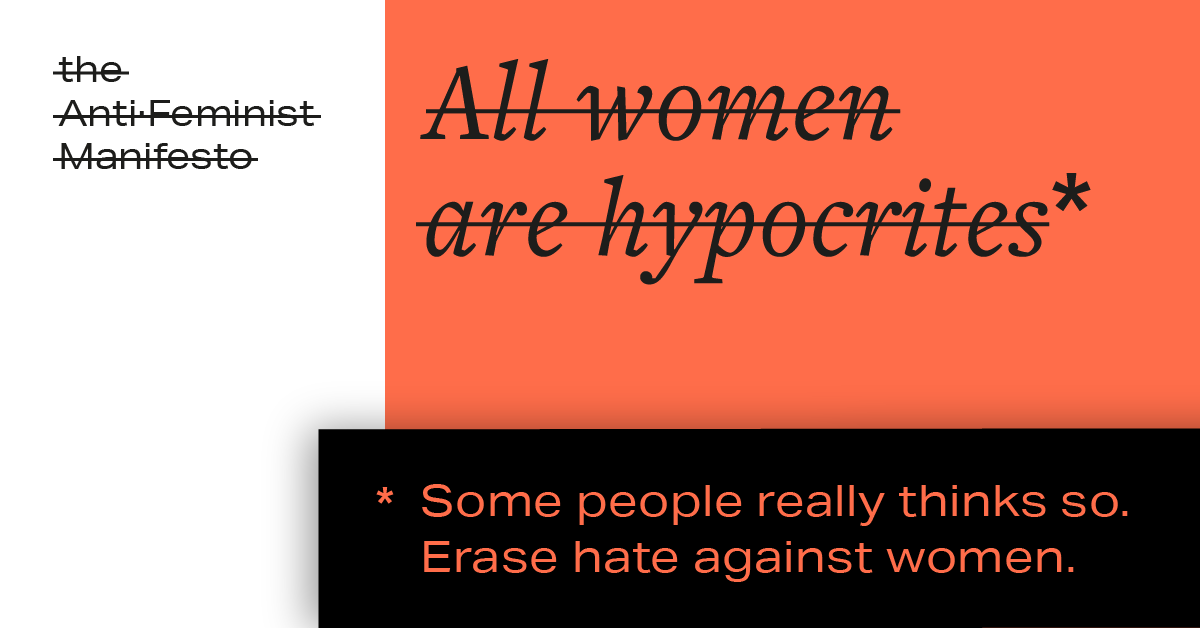 the
Anti-Feminist
Manifesto
All women
are hypocrites*
* Some people really thinks so.
Erase hate against women.